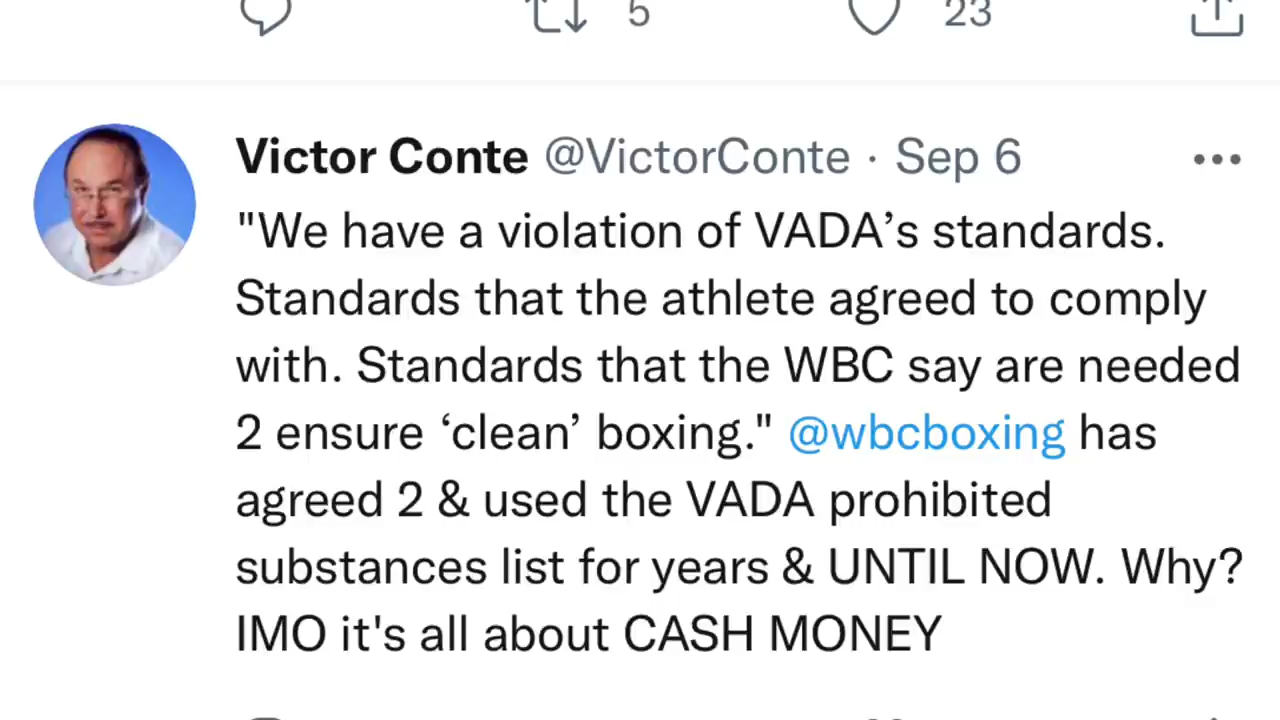 5 23
Victor Conte @VictorConte · Sep 6
"We have a violation of VADA’s standards.
Standards that the athlete agreed to comply
with. Standards that the WBC say are needed
2 ensure ‘clean’ boxing." @wbcboxing has
agreed 2 & used the VADA prohibited
substances list for years & UNTIL NOW. Why?
IMO it's all about CASH MONEY